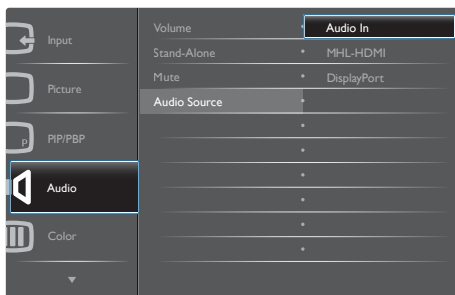 Input
Picture
P PIP/PBP
Audio
Color
Volume
Stand-Alone
Mute
Audio Source
Audio In
MHL-HDMI
DisplayPort